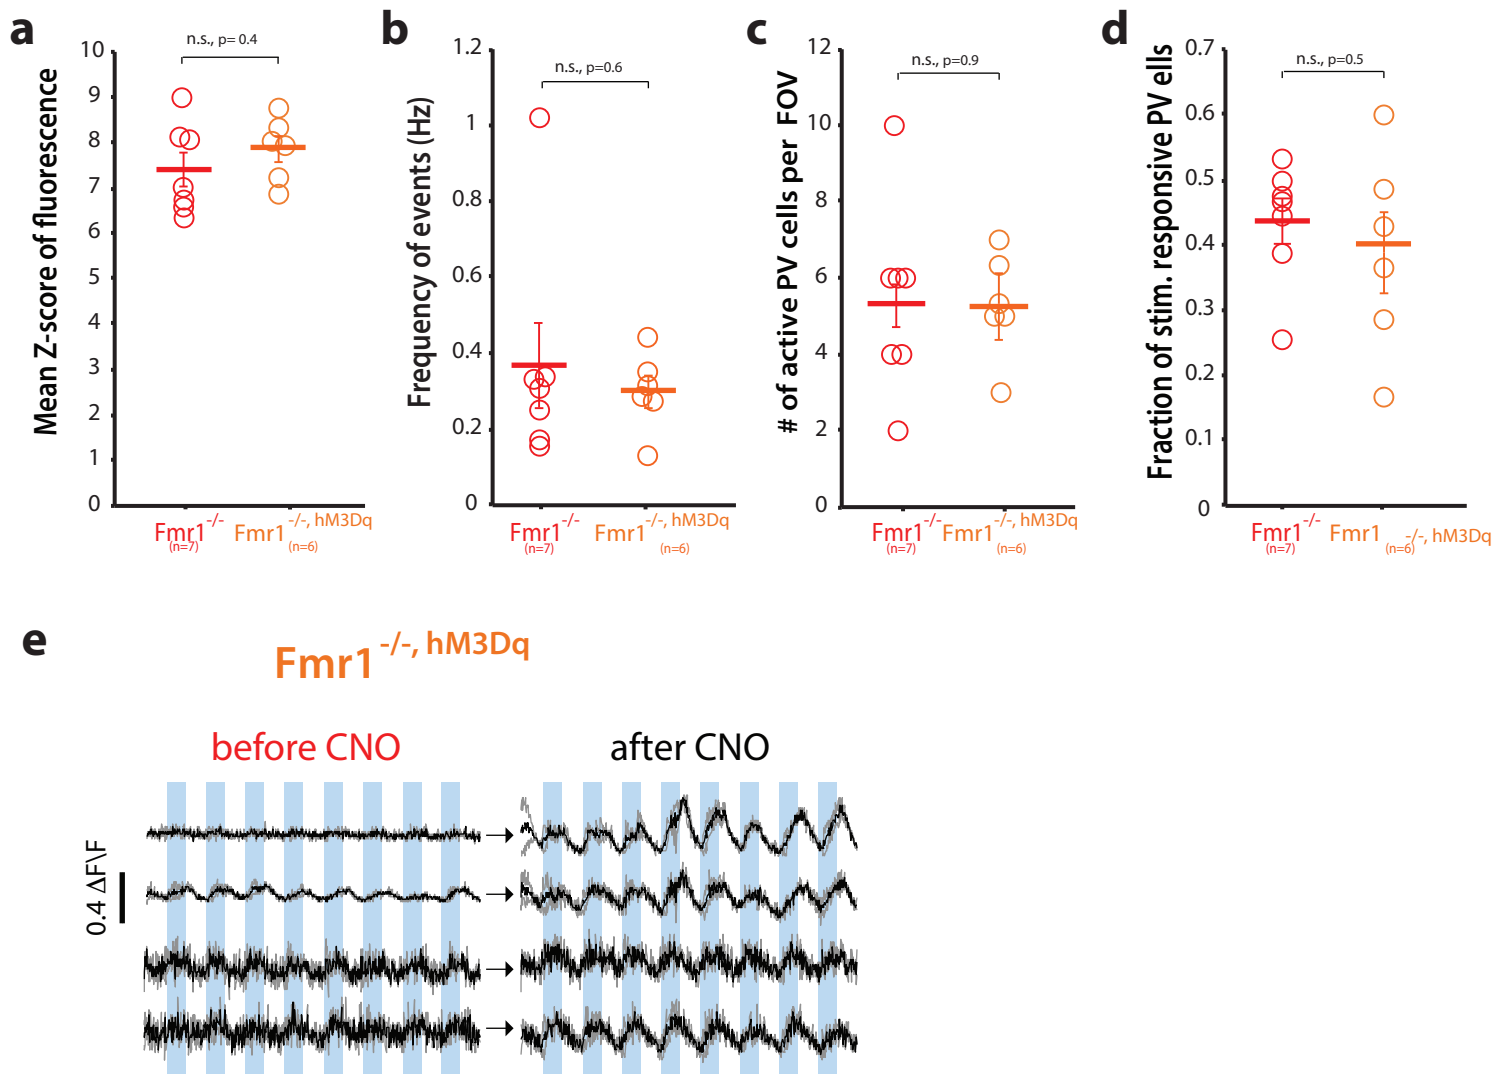 a
Mean Z-score of fluorescence
10
9
8
7
6
5
4
3
2
1
0
n.s., p= 0.4
Fmr1-/-
(n=7)
Fmr1-/-, hM3Dq
(n=6)
b
Frequency of events (Hz)
1.2
1
0.8
0.6
0.4
0.2
0
n.s., p=0.6
Fmr1-/-
(n=7)
Fmr1-/-, hM3Dq
(n=6)
c
# of active PV cells per FOV
12
10
8
6
4
2
0
n.s., p=0.9
Fmr1-/-
(n=7)
Fmr1-/-, hM3Dq
(n=6)
d
Fraction of stim. responsive PV ells
0.7
0.6
0.5
0.4
0.3
0.2
0.1
0
n.s., p=0.5
Fmr1-/-
(n=7)
Fmr1-/-, hM3Dq
(n=6)
e
Fmr1-/-, hM3Dq
before CNO
after CNO
0.4 ΔF\F